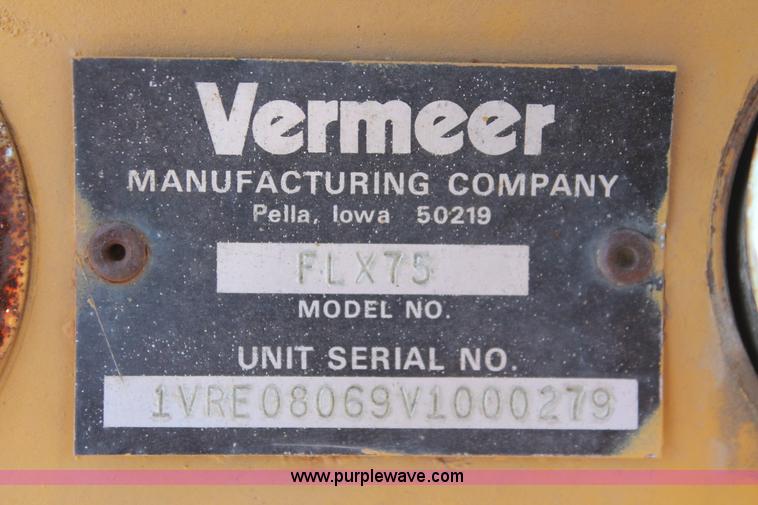 Vermeer
MANUFACTURING COMPANY
Pella, Iowa 50219
FLX75
MODEL NO.
UNIT SERIAL NO.
1VRE08069V1000279
www.purplewave.com